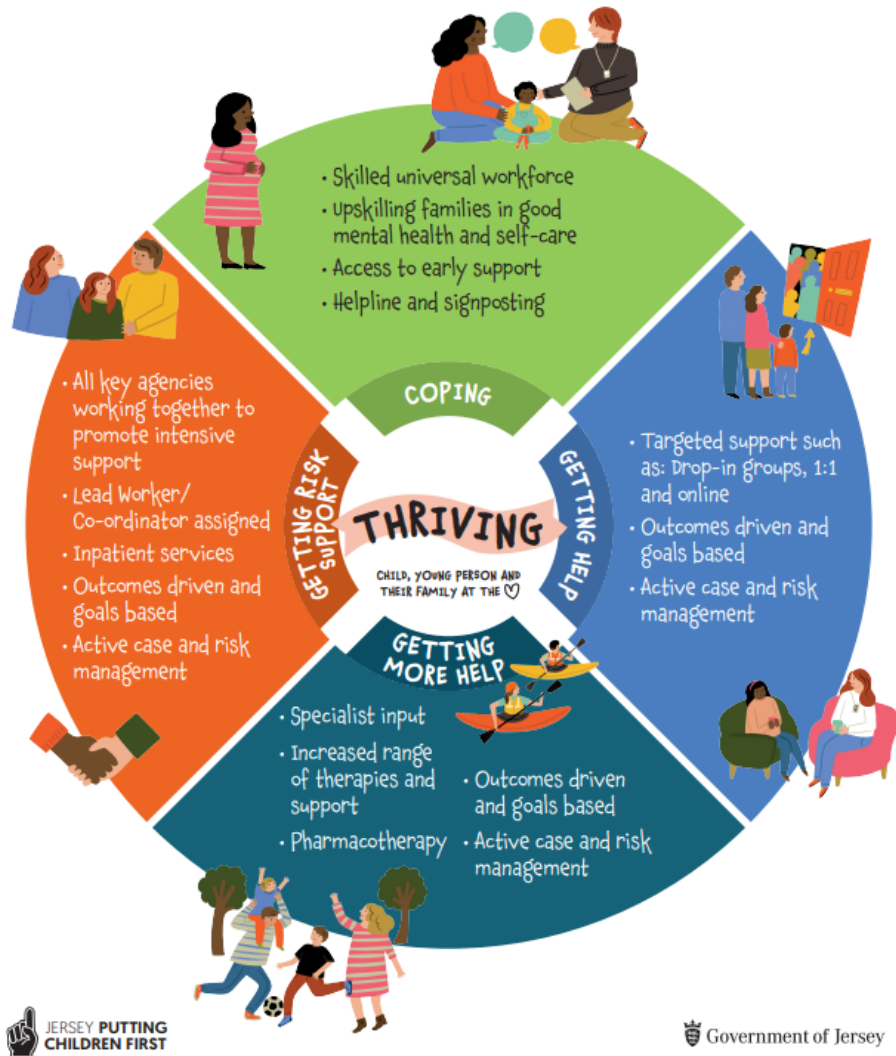 • Skilled universal workforce
• Upskilling families in good
mental health and self-care
• Access to early support
• Helpline and signposting
COPING
• All key agencies
working together to
promote intensive
support
• Lead Worker/
Co-ordinator assigned
• Inpatient services
• Outcomes driven and
goals based
• Active case and risk
management
GETTING RISK
SUPPORT
THRIVING
CHILD, YOUNG PERSON AND
THEIR FAMILY AT THE
GETTING HELP
• Targeted support such
as: Drop-in groups, 1:1
and online
• Outcomes driven and
goals based
• Active case and risk
management
GETTING
MORE HELP
• Specialist input
• Increased range
of therapies and
support
• Pharmacotherapy
• Outcomes driven
and goals based
• Active case and risk
management
JERSEY PUTTING
CHILDREN FIRST
Government of Jersey